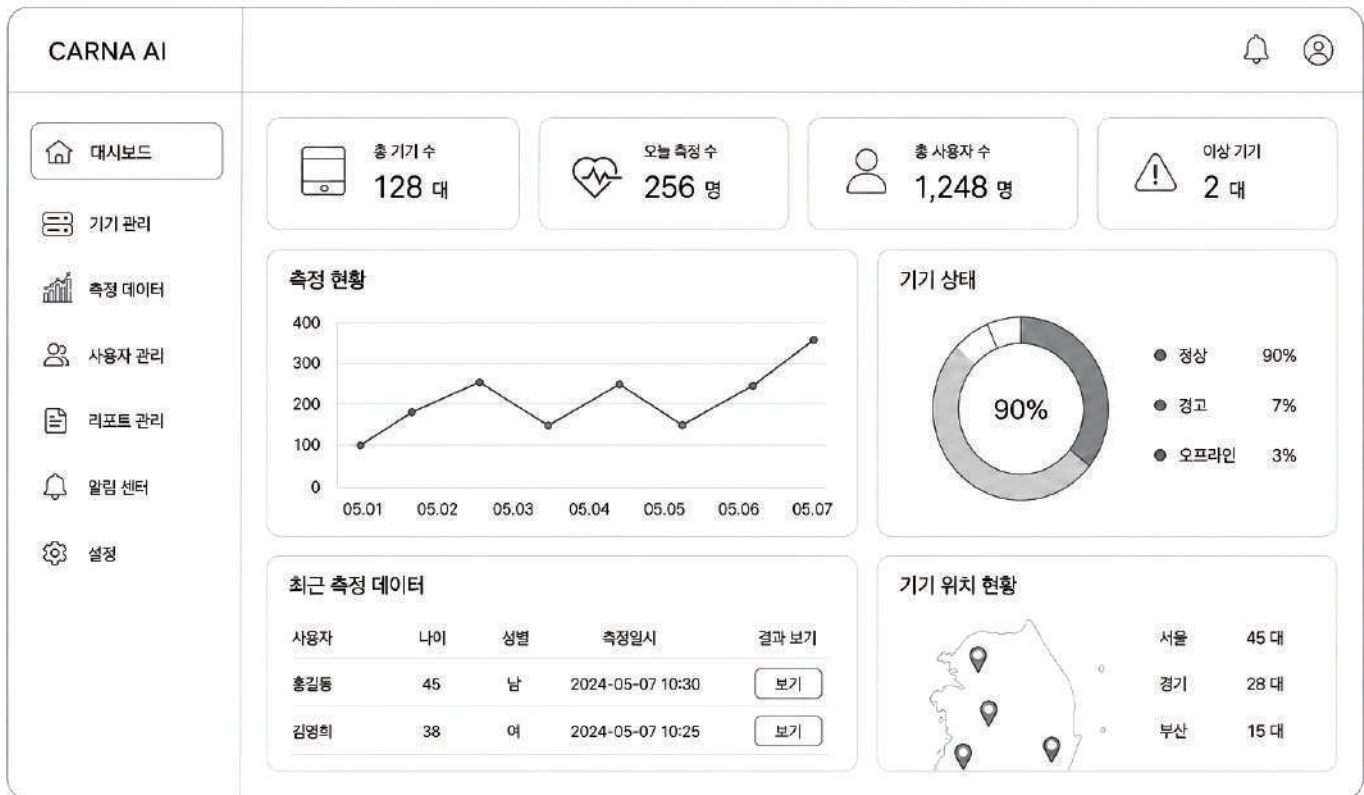 CARNA AI
대시보드
기기 관리
측정 데이터
사용자 관리
리포트 관리
알림 센터
설정
총 기기 수
128 대
오늘 측정 수
256 명
총 사용자 수
1,248 명
이상 기기
2 대
측정 현황
400
300
200
100
0
05.01 05.02 05.03 05.04 05.05 05.06 05.07
기기 상태
90%
정상 90%
경고 7%
오프라인 3%
최근 측정 데이터
사용자 나이 성별 측정일시 결과 보기
홍길동 45 남 2024-05-07 10:30 보기
김영희 38 여 2024-05-07 10:25 보기
기기 위치 현황
서울 45 대
경기 28 대
부산 15 대